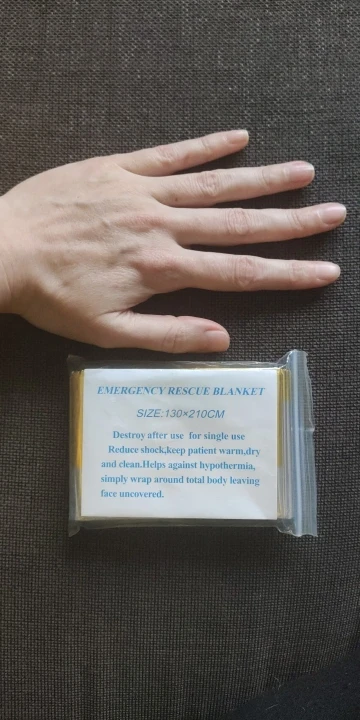 EMERGENCY RESCUE BLANKET
SIZE:130×210CM
Destroy after use for single use
Reduce shock,keep patient warm,dry
and clean.Helps against hypothermia,
simply wrap around total body leaving
face uncovered.